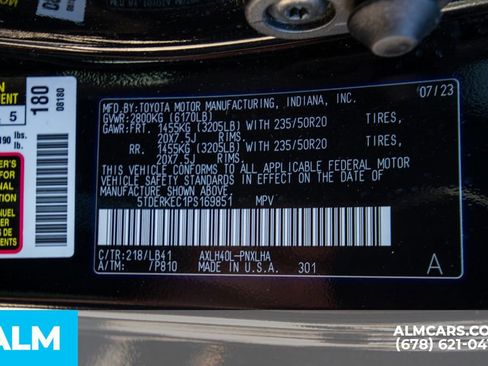 MFD.BY: TOYOTA MOTOR MANUFACTURING, INDIANA, INC. 07/23
GVWR: 2800KG (6170LB)
GAWR:FRT. 1455KG (3205LB) WITH 235/50R20 TIRES,
20X7.5J RIMS.
RR. 1455KG (3205LB) WITH 235/50R20 TIRES,
20X7.5J RIMS.
THIS VEHICLE CONFORMS TO ALL APPLICABLE FEDERAL MOTOR
VEHICLE SAFETY STANDARDS IN EFFECT ON THE DATE OF
MANUFACTURE SHOWN ABOVE.
5TDERKEC1PS169851 MPV
C/TR:218/LB41 AXLH40L-PNXLHA
A/TM: /P810 MADE IN U.S.A. 301 A
5
180
08180
lbs.
ALM
ALMCARS.CO
(678) 621-04